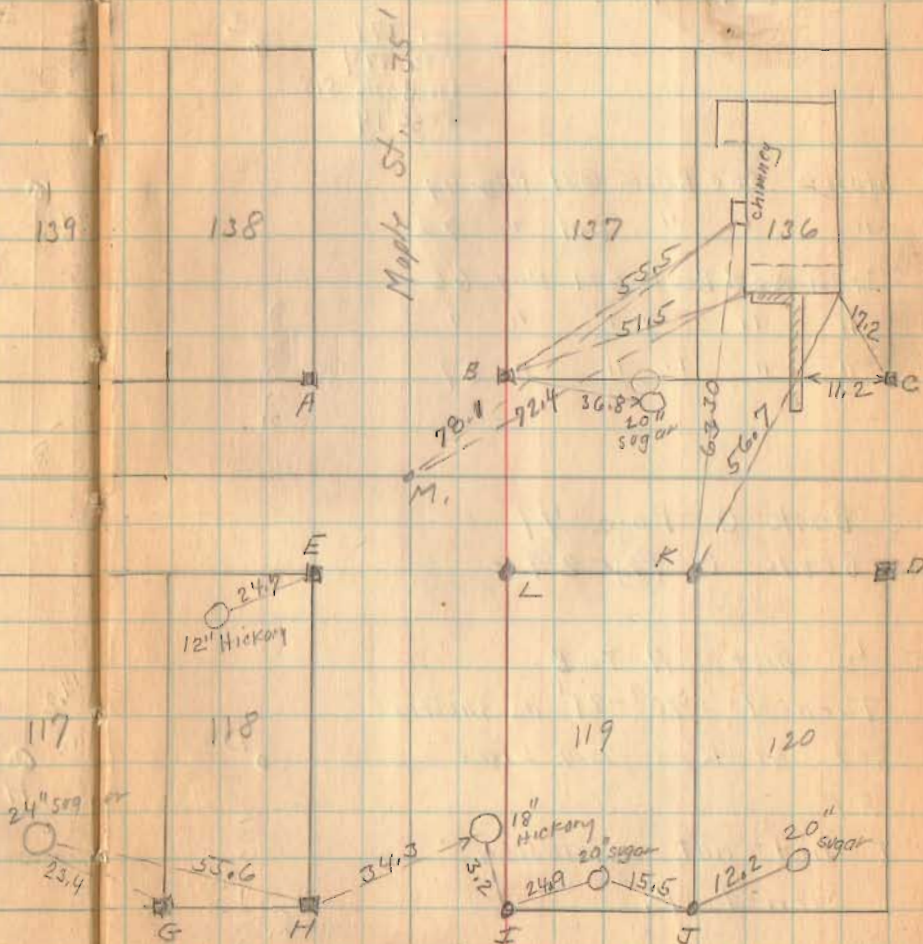 Maple St. 35'
139
138
137
136
chimney
55.5
51.5
17.2
B
A
36.8
20"
sugar
11.2
C
78.1
72.4
63.30
56.7
M.
E
L
K
D
24.7
12" Hickory
117
118
119
120
24" sugar
18"
Hickory
20" sugar
20"
sugar
23.4
55.6
34.3
3.2
24.9
15.5
12.2
G
H
I
J